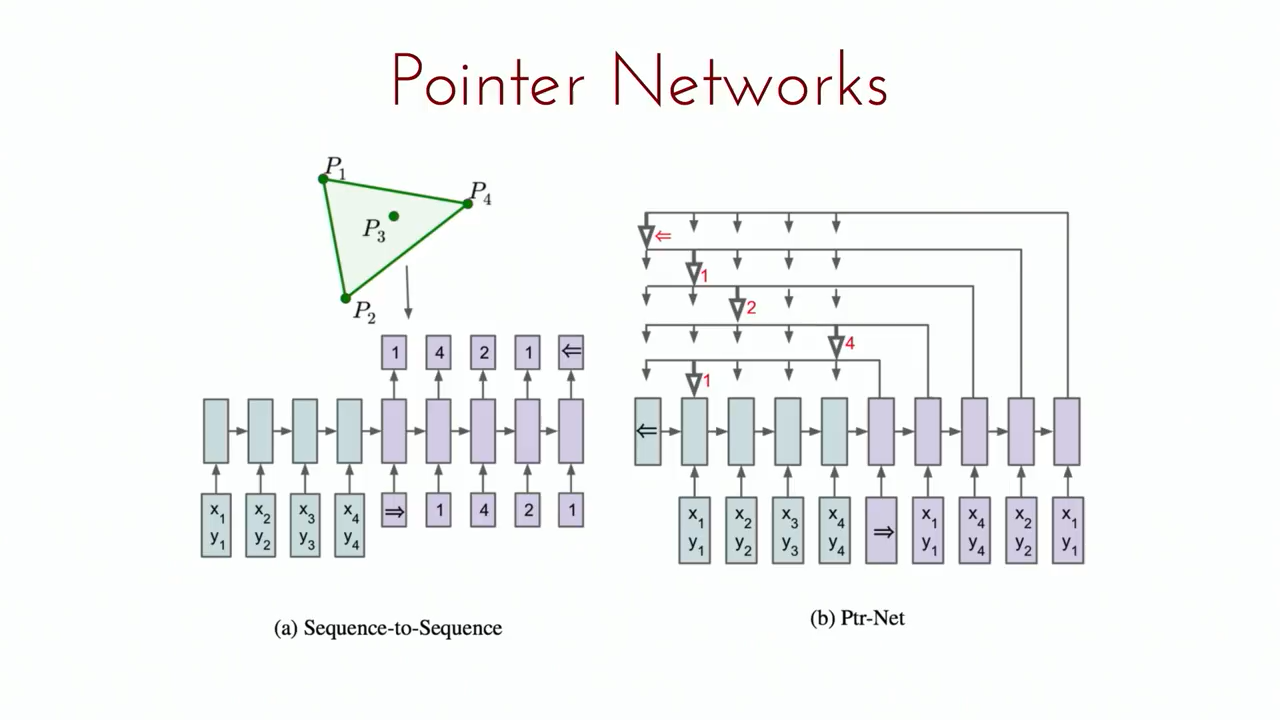 Pointer Networks
P1
P4
P3
P2
⇐
1
2
4
1
1 4 2 1 ⇐
⇐
x1 y1
x2 y2
x3 y3
x4 y4
⇒ 1 4 2 1
x1 y1
x2 y2
x3 y3
x4 y4
⇒
x1 y1
x4 y4
x2 y2
x1 y1
(a) Sequence-to-Sequence
(b) Ptr-Net